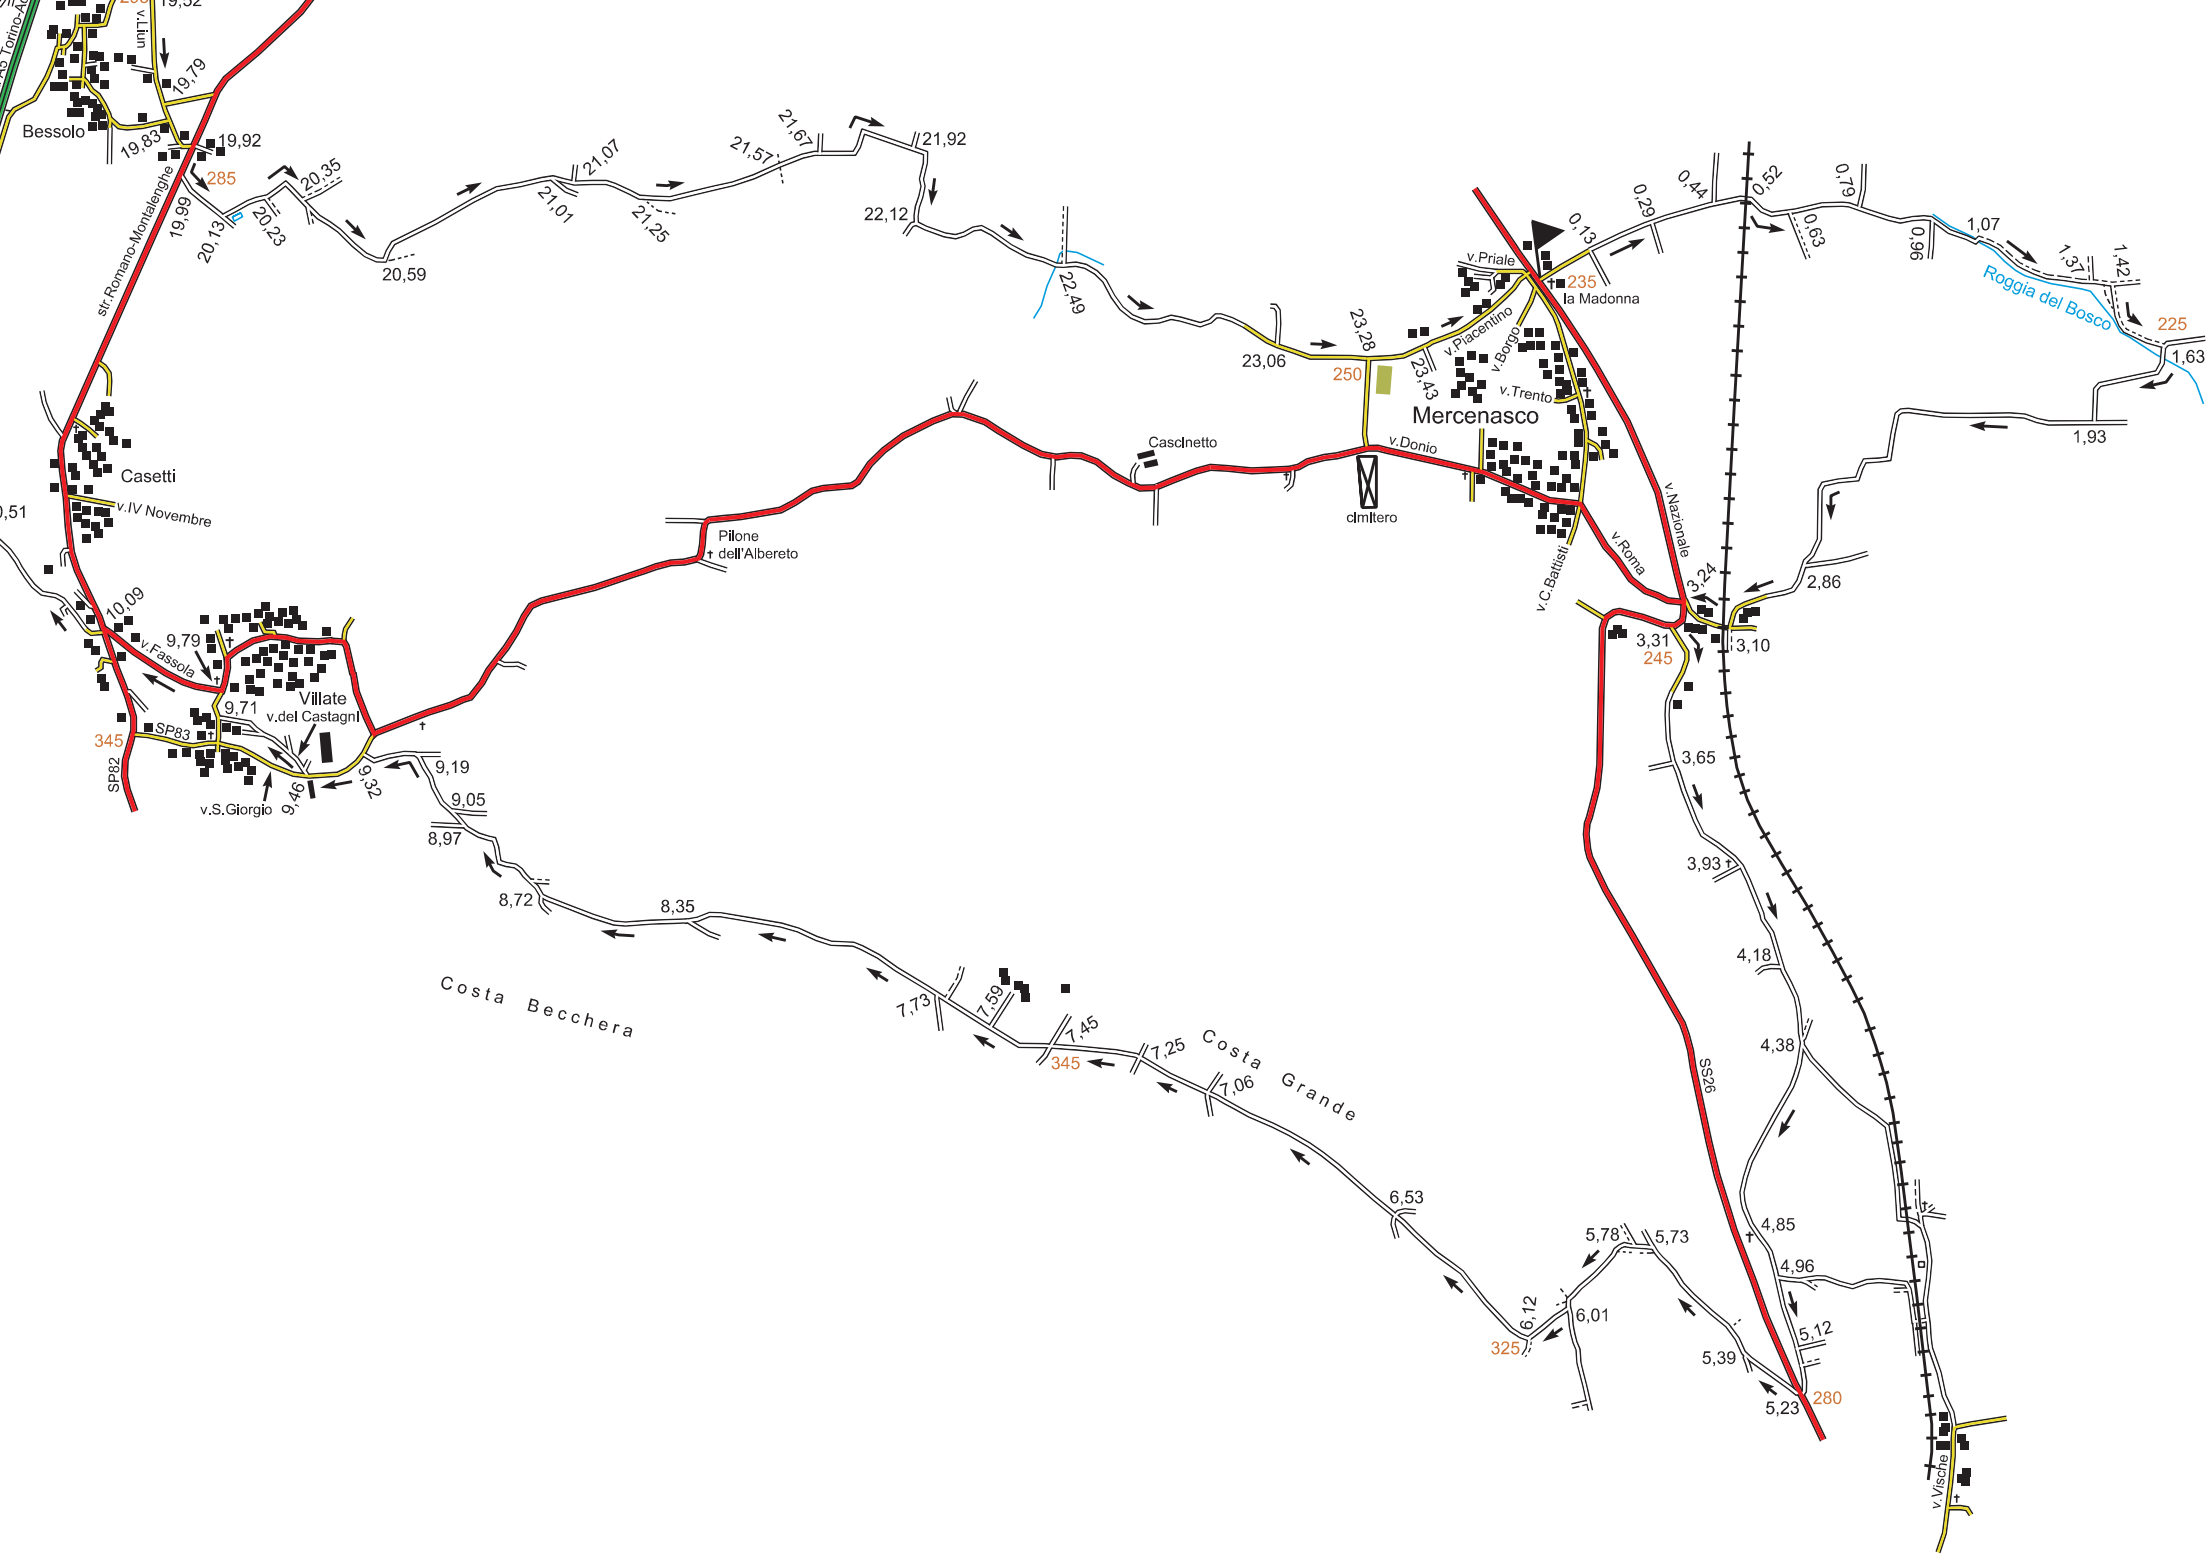 19,52
v.Liun
19,79
Bessolo
19,83
19,92
285
str.Romano-Montalenghe
19,99
20,13
20,23
20,35
20,59
21,01
21,07
21,25
21,57
21,67
21,92
22,12
22,49
23,06
23,28
250
23,43
v.Piacentino
v.Priale
v.Borgo
v.Trento
Mercenasco
235
la Madonna
0,13
0,29
0,44
0,52
0,63
0,79
0,96
1,07
1,37
1,42
Roggia del Bosco
225
1,63
1,93
2,86
3,10
3,24
3,31
245
v.Nazionale
v.Roma
v.C.Battisti
v.Donio
cimitero
Cascinetto
Pilone
dell'Albereto
Casetti
v.IV Novembre
10,09
v.Fassola
9,79
Villate
v.dei Castagni
9,71
SP83
345
SP82
v.S.Giorgio
9,46
9,32
9,19
9,05
8,97
8,72
8,35
Costa Becchera
7,73
7,59
7,45
345
7,25
7,06
Costa Grande
6,53
6,12
325
6,01
5,78
5,73
5,39
5,23
280
5,12
4,96
4,85
SS26
4,38
4,18
3,93
3,65
v.Vische